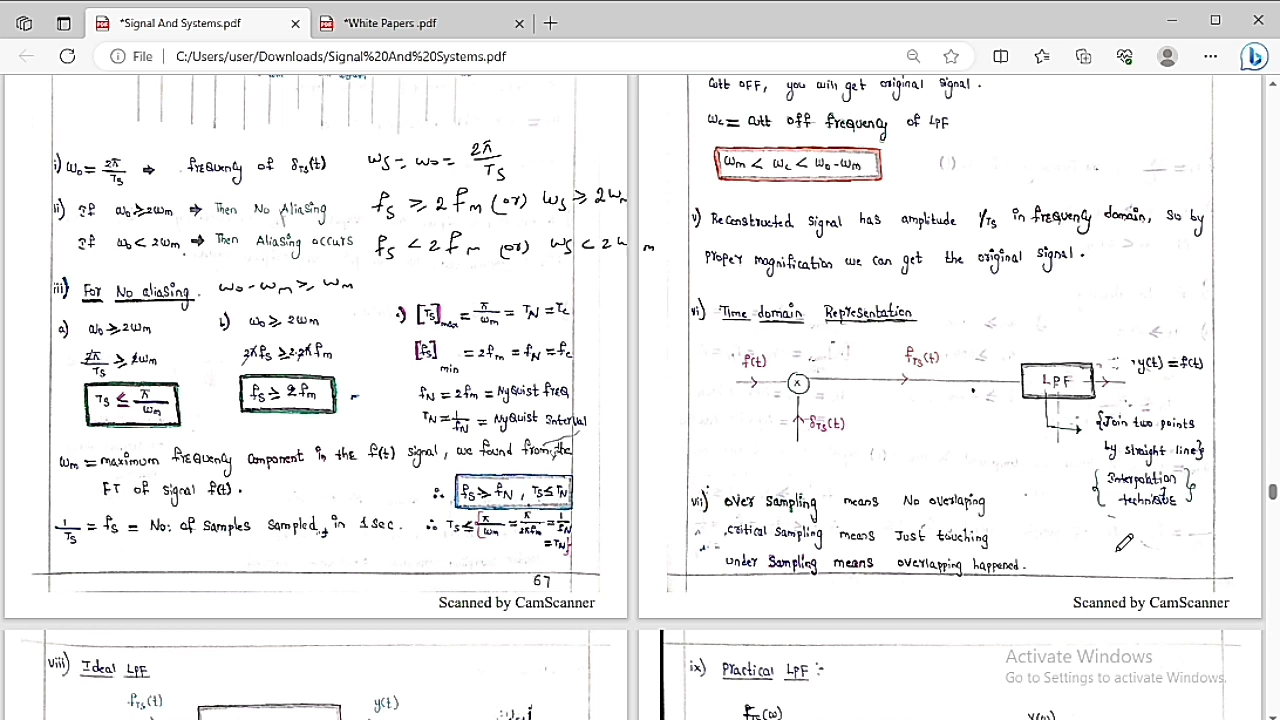 *Signal And Systems.pdf
*White Papers .pdf
File
C:/Users/user/Downloads/Signal%20And%20Systems.pdf
i) ω₀ = 2π/Ts ⇒ frequency of δTs(t) ωs = ω₀ = 2π/Ts
ii) If ω₀ ≥ 2ωm ⇒ Then No Aliasing fs ≥ 2fm (or) ωs ≥ 2ωm
If ω₀ < 2ωm ⇒ Then Aliasing occurs fs < 2fm (or) ωs < 2ωm
iii) For No aliasing. ω₀ - ωm ≥ ωm
a) ω₀ ≥ 2ωm b) ω₀ ≥ 2ωm c) [Ts]max = π/ωm = TN = Tc
2π/Ts ≥ 2ωm 2πfs ≥ 2·2πfm [fs]min = 2fm = fN = fc
Ts ≤ π/ωm fs ≥ 2fm fN = 2fm = Nyquist freq
TN = 1/fN = Nyquist Interval
ωm = maximum frequency component in the f(t) signal, we found from the
FT of signal f(t). ∴ fs ≥ fN , Ts ≤ TN
1/Ts = fs = No: of samples sampled in 1 sec. ∴ Ts ≤ [π/ωm = π/2πfm = 1/fN
= TN]
67
Scanned by CamScanner
cutt OFF, you will get original signal.
ωc = cutt off frequency of LPF
ωm < ωc < ω₀-ωm
v) Reconstructed signal has amplitude 1/Ts in frequency domain, so by
proper magnification we can get the original signal.
vi) Time domain Representation
f(t) fTs(t) y(t) = f(t)
x LPF
δTs(t) {Join two points
by straight line}
{Interpolation
technique}
vii) over sampling means No overlaping
critical sampling means Just touching
under sampling means overlapping happened.
Scanned by CamScanner
viii) Ideal LPF
fTs(t) y(t)
ix) Practical LPF :-
fTs(ω) Y(ω)
Activate Windows
Go to Settings to activate Windows.